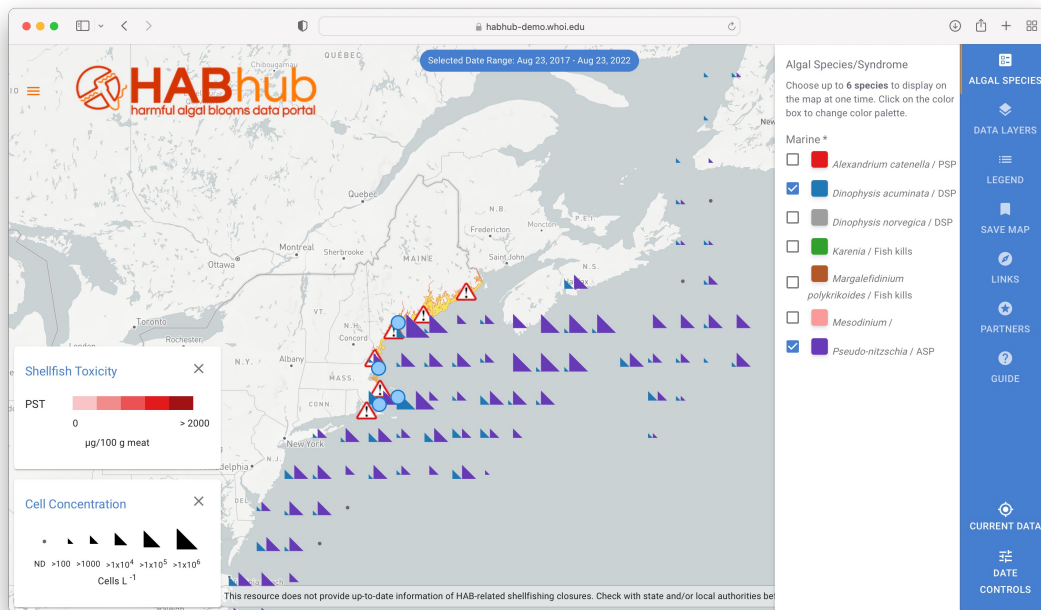 habhub-demo.whoi.edu
HABhub
harmful algal blooms data portal
Selected Date Range: Aug 23, 2017 - Aug 23, 2022
QUÉBEC
Chibougamau
Quebec
Montreal
Sherbrooke
Ottawa
MAINE
N.B.
Fredericton
Moncton
P.E.I.
Saint John
N.S.
Toronto
London
Rochester
VT.
N.H.
Concord
N.Y.
Albany
MASS.
CONN.
New York
N.J.
DEL.
Shellfish Toxicity
PST
0
> 2000
µg/100 g meat
Cell Concentration
ND >100 >1000 >1x10⁴ >1x10⁵ >1x10⁶
Cells L⁻¹
This resource does not provide up-to-date information of HAB-related shellfishing closures. Check with state and/or local authorities
Algal Species/Syndrome
Choose up to 6 species to display on
the map at one time. Click on the color
box to change color palette.
Marine *
Alexandrium catenella / PSP
Dinophysis acuminata / DSP
Dinophysis norvegica / DSP
Karenia / Fish kills
Margalefidinium
polykrikoides / Fish kills
Mesodinium /
Pseudo-nitzschia / ASP
ALGAL SPECIES
DATA LAYERS
LEGEND
SAVE MAP
LINKS
PARTNERS
GUIDE
CURRENT DATA
DATE
CONTROLS